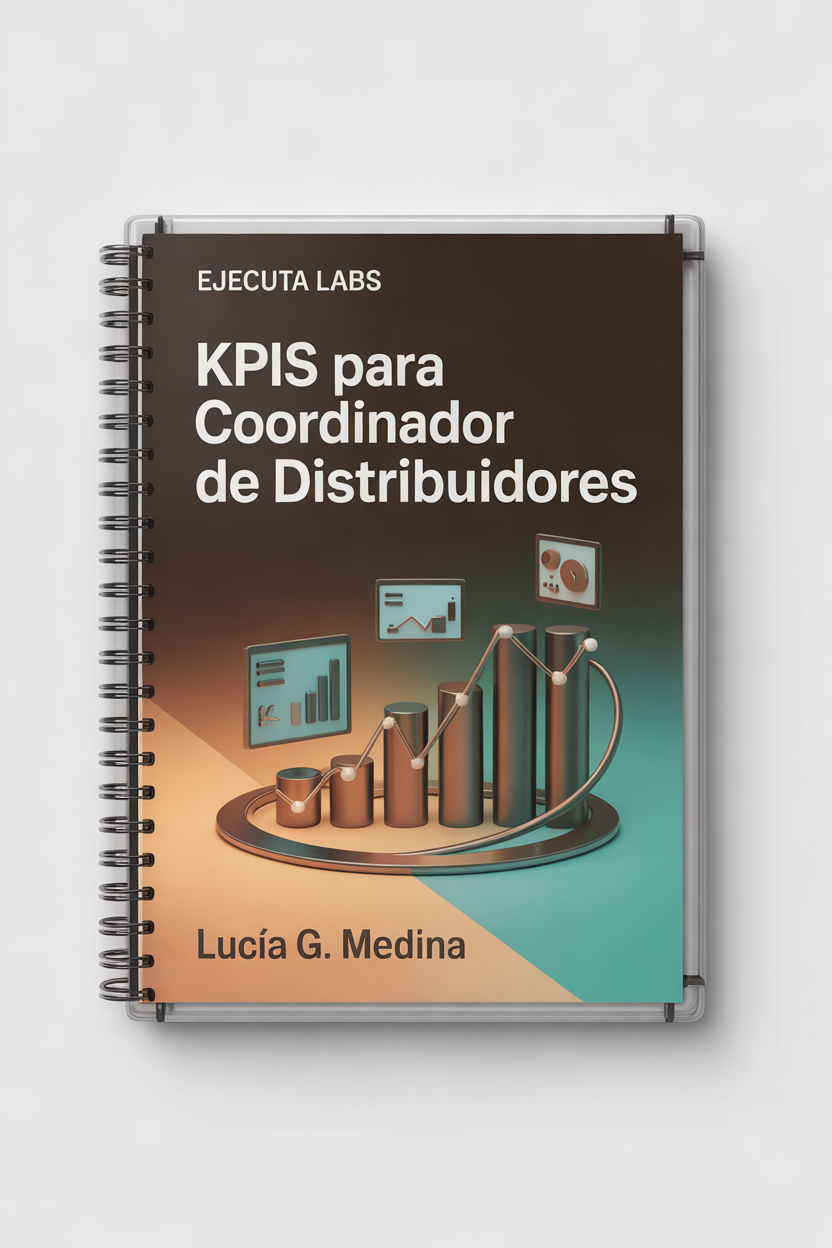 EJECUTA LABS
KPIS para
Coordinador
de Distribuidores
Lucía G. Medina